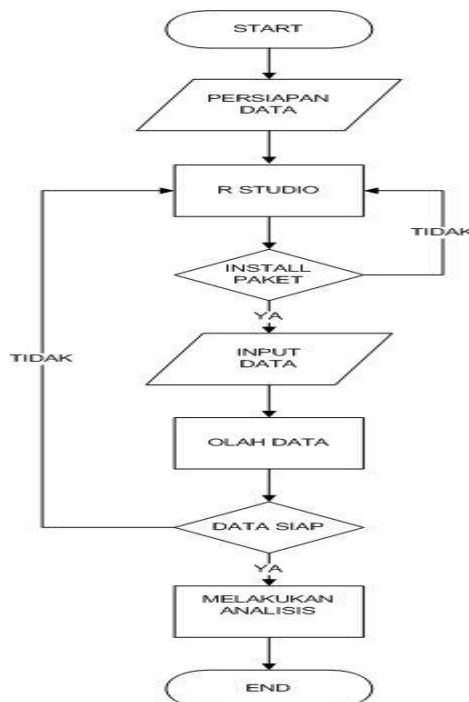 START
PERSIAPAN
DATA
R STUDIO
TIDAK
INSTALL
PAKET
YA
TIDAK
INPUT
DATA
OLAH DATA
DATA SIAP
YA
MELAKUKAN
ANALISIS
END